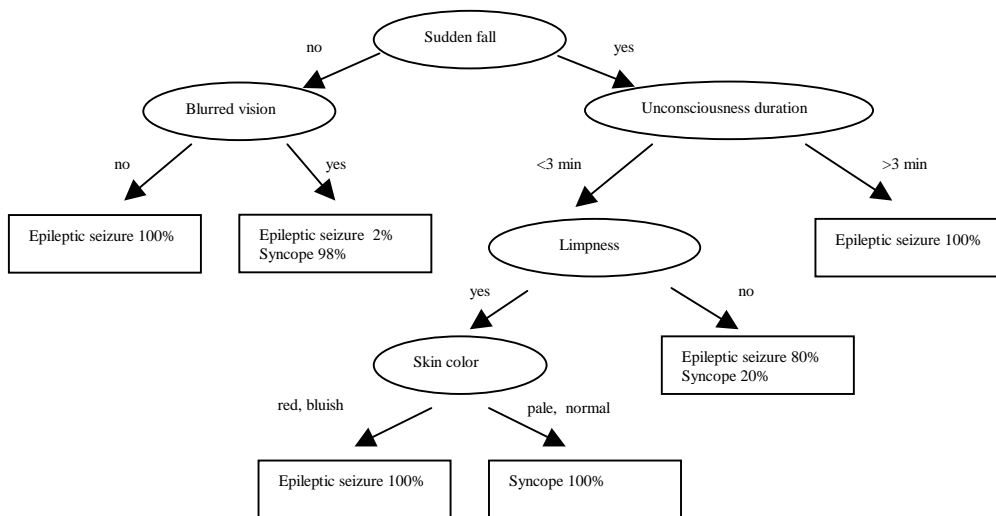 Sudden fall
no
yes
Blurred vision
Unconsciousness duration
no
yes
<3 min
>3 min
Epileptic seizure 100%
Epileptic seizure 2%
Syncope 98%
Limpness
Epileptic seizure 100%
yes
no
Skin color
Epileptic seizure 80%
Syncope 20%
red, bluish
pale, normal
Epileptic seizure 100%
Syncope 100%